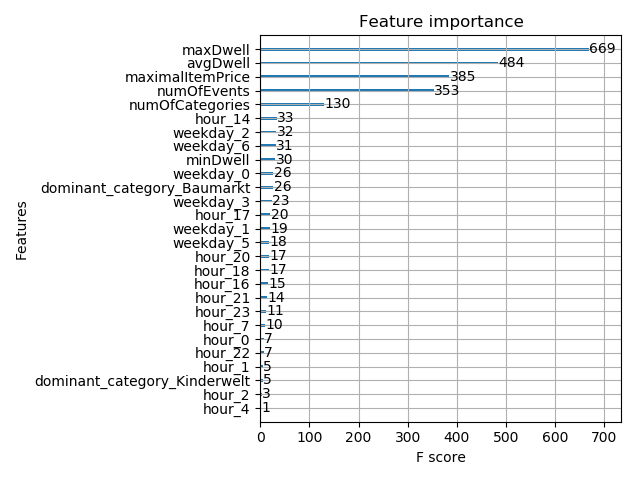 Feature importance
maxDwell 669
avgDwell 484
maximalItemPrice 385
numOfEvents 353
numOfCategories 130
hour_14 33
weekday_2 32
weekday_6 31
minDwell 30
weekday_0 26
dominant_category_Baumarkt 26
weekday_3 23
hour_17 20
weekday_1 19
weekday_5 18
hour_20 17
hour_18 17
hour_16 15
hour_21 14
hour_23 11
hour_7 10
hour_0 7
hour_22 7
hour_1 5
dominant_category_Kinderwelt 5
hour_2 3
hour_4 1
Features
0 100 200 300 400 500 600 700
F score